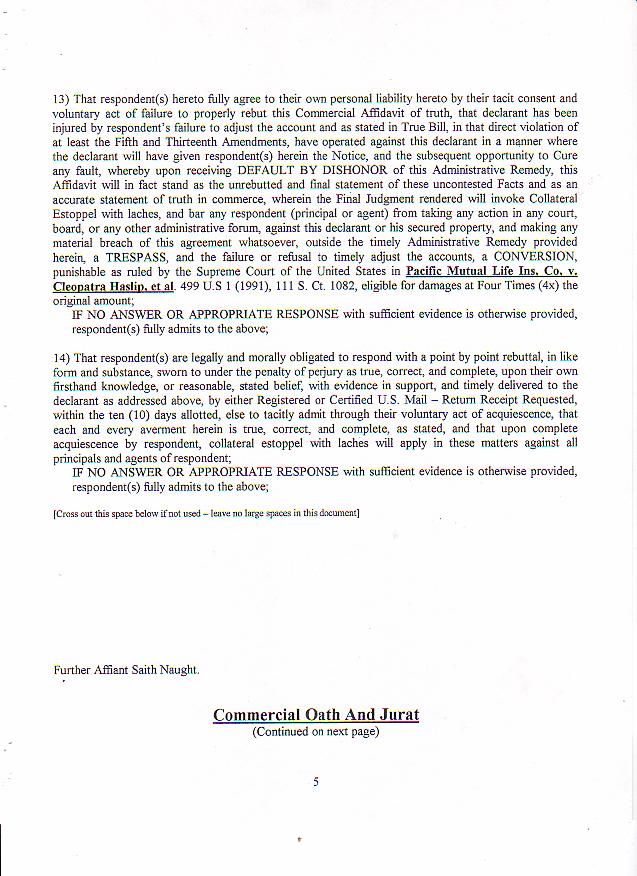 13) That respondent(s) hereto fully agree to their own personal liability hereto by their tacit consent and
voluntary act of failure to properly rebut this Commercial Affidavit of truth, that declarant has been
injured by respondent's failure to adjust the account and as stated in True Bill, in that direct violation of
at least the Fifth and Thirteenth Amendments, have operated against this declarant in a manner where
the declarant will have given respondent(s) herein the Notice, and the subsequent opportunity to Cure
any fault, whereby upon receiving DEFAULT BY DISHONOR of this Administrative Remedy, this
Affidavit will in fact stand as the unrebutted and final statement of these uncontested Facts and as an
accurate statement of truth in commerce, wherein the Final Judgment rendered will invoke Collateral
Estoppel with laches, and bar any respondent (principal or agent) from taking any action in any court,
board, or any other administrative forum, against this declarant or his secured property, and making any
material breach of this agreement whatsoever, outside the timely Administrative Remedy provided
herein, a TRESPASS, and the failure or refusal to timely adjust the accounts, a CONVERSION,
punishable as ruled by the Supreme Court of the United States in Pacific Mutual Life Ins. Co. v.
Cleopatra Haslip, et al. 499 U.S 1 (1991), 111 S. Ct. 1082, eligible for damages at Four Times (4x) the
original amount;
IF NO ANSWER OR APPROPRIATE RESPONSE with sufficient evidence is otherwise provided,
respondent(s) fully admits to the above;
14) That respondent(s) are legally and morally obligated to respond with a point by point rebuttal, in like
form and substance, sworn to under the penalty of perjury as true, correct, and complete, upon their own
firsthand knowledge, or reasonable, stated belief, with evidence in support, and timely delivered to the
declarant as addressed above, by either Registered or Certified U.S. Mail – Return Receipt Requested,
within the ten (10) days allotted, else to tacitly admit through their voluntary act of acquiescence, that
each and every averment herein is true, correct, and complete, as stated, and that upon complete
acquiescence by respondent, collateral estoppel with laches will apply in these matters against all
principals and agents of respondent;
IF NO ANSWER OR APPROPRIATE RESPONSE with sufficient evidence is otherwise provided,
respondent(s) fully admits to the above;
[Cross out this space below if not used – leave no large spaces in this document]
Further Affiant Saith Naught.
Commercial Oath And Jurat
(Continued on next page)
5